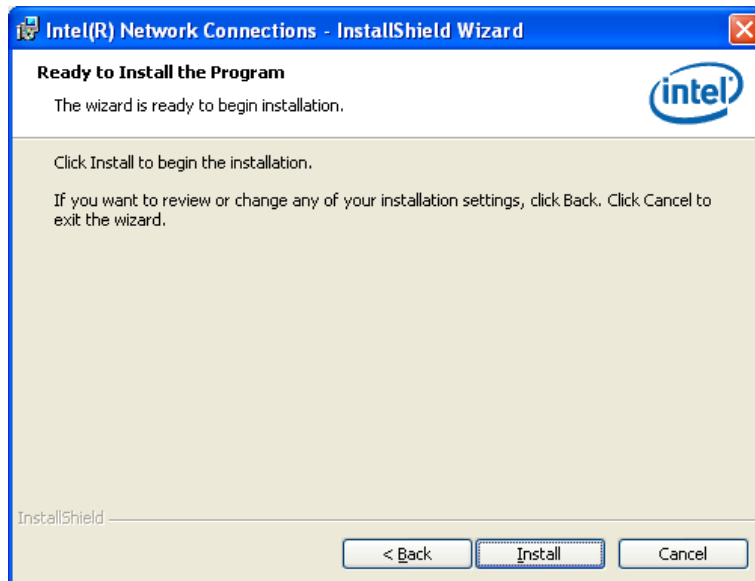 Intel(R) Network Connections - InstallShield Wizard
Ready to Install the Program
The wizard is ready to begin installation.
intel
Click Install to begin the installation.
If you want to review or change any of your installation settings, click Back. Click Cancel to
exit the wizard.
InstallShield
< Back
Install
Cancel